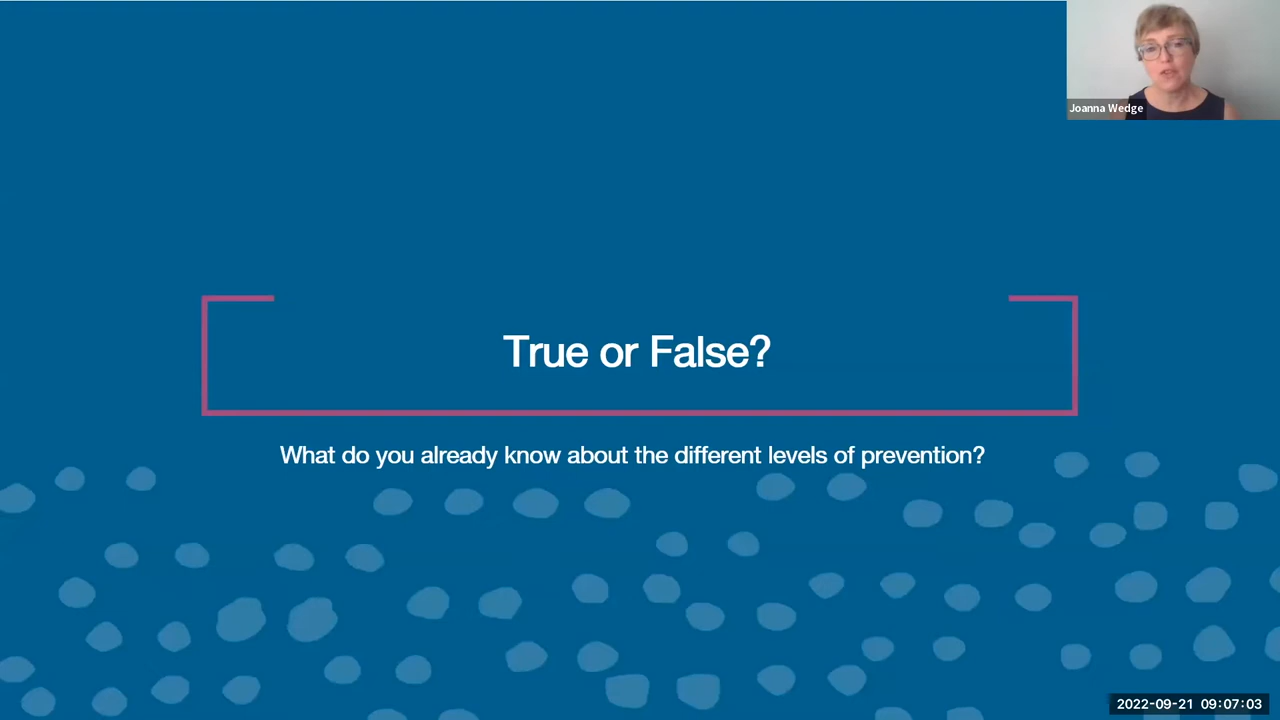 Joanna Wedge
True or False?
What do you already know about the different levels of prevention?
2022-09-21 09:07:03